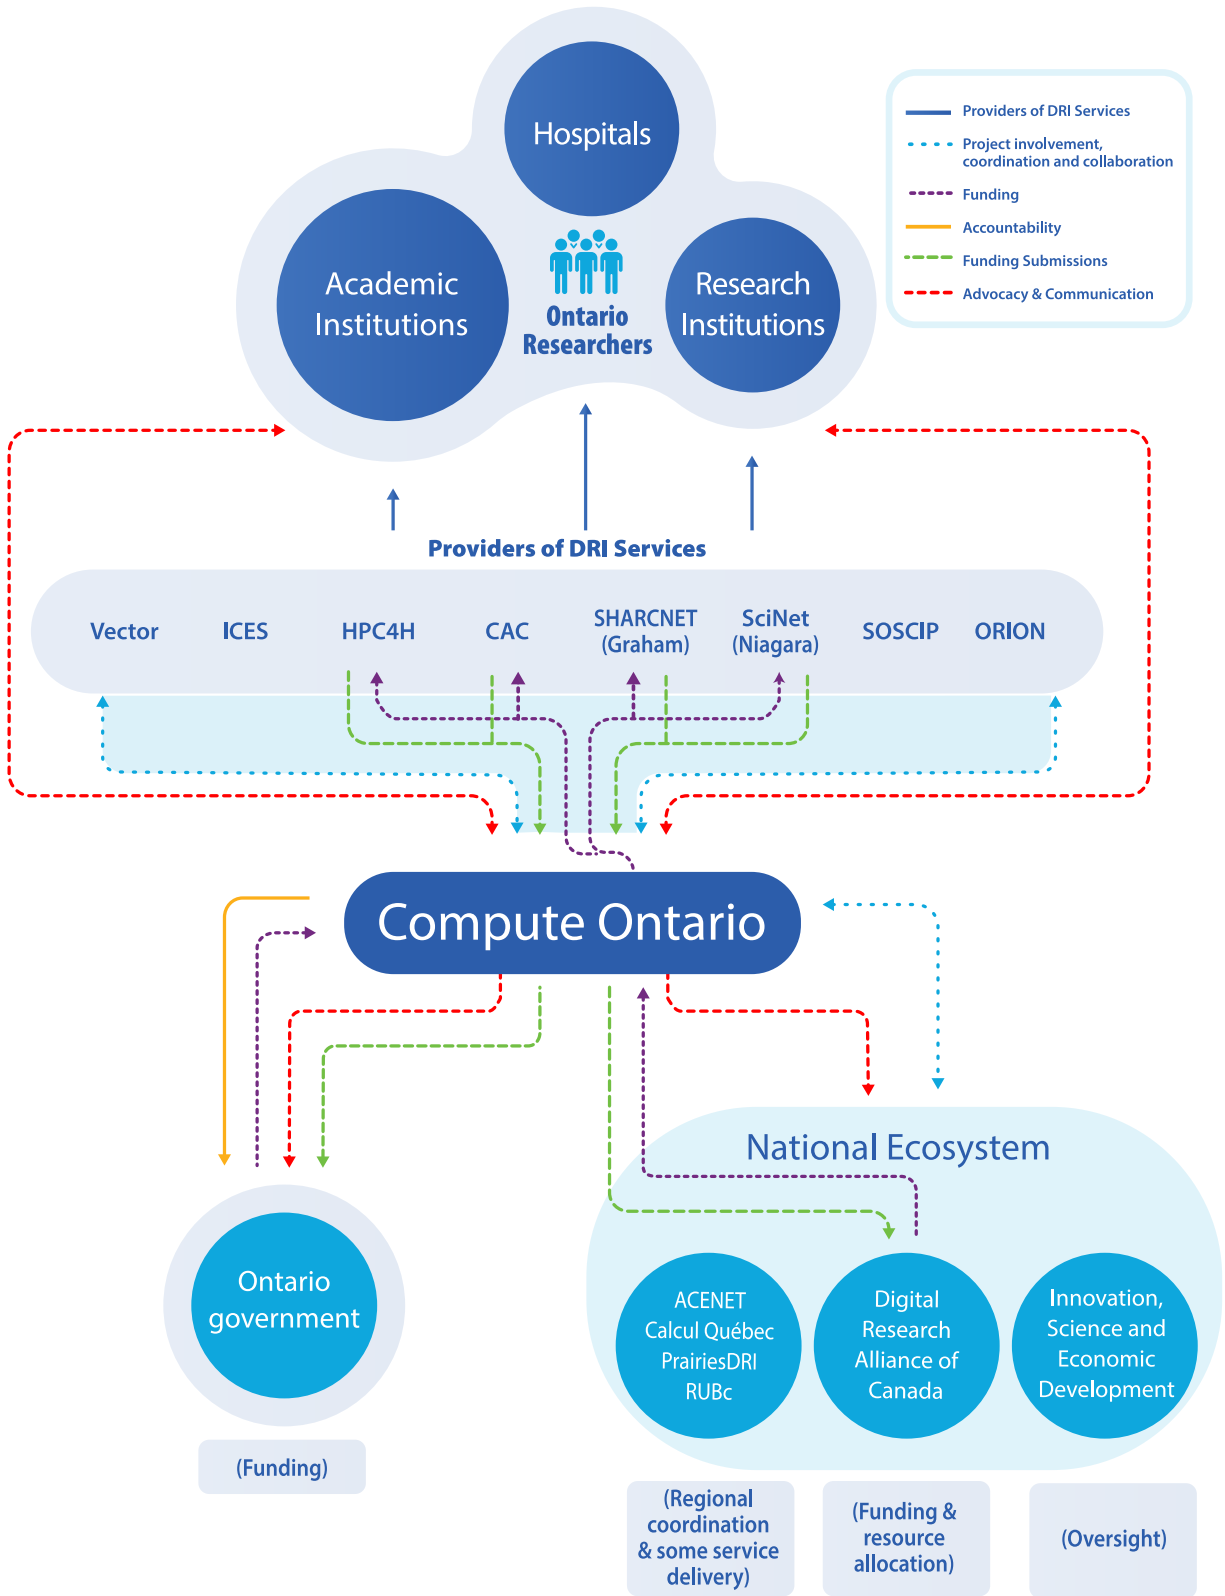 Hospitals
Academic
Institutions
Research
Institutions
Ontario
Researchers
Providers of DRI Services
Project involvement,
coordination and collaboration
Funding
Accountability
Funding Submissions
Advocacy & Communication
Providers of DRI Services
Vector
ICES
HPC4H
CAC
SHARCNET
(Graham)
SciNet
(Niagara)
SOSCIP
ORION
Compute Ontario
National Ecosystem
Ontario
government
(Funding)
ACENET
Calcul Québec
PrairiesDRI
RUBc
Digital
Research
Alliance of
Canada
Innovation,
Science and
Economic
Development
(Regional
coordination
& some service
delivery)
(Funding &
resource
allocation)
(Oversight)